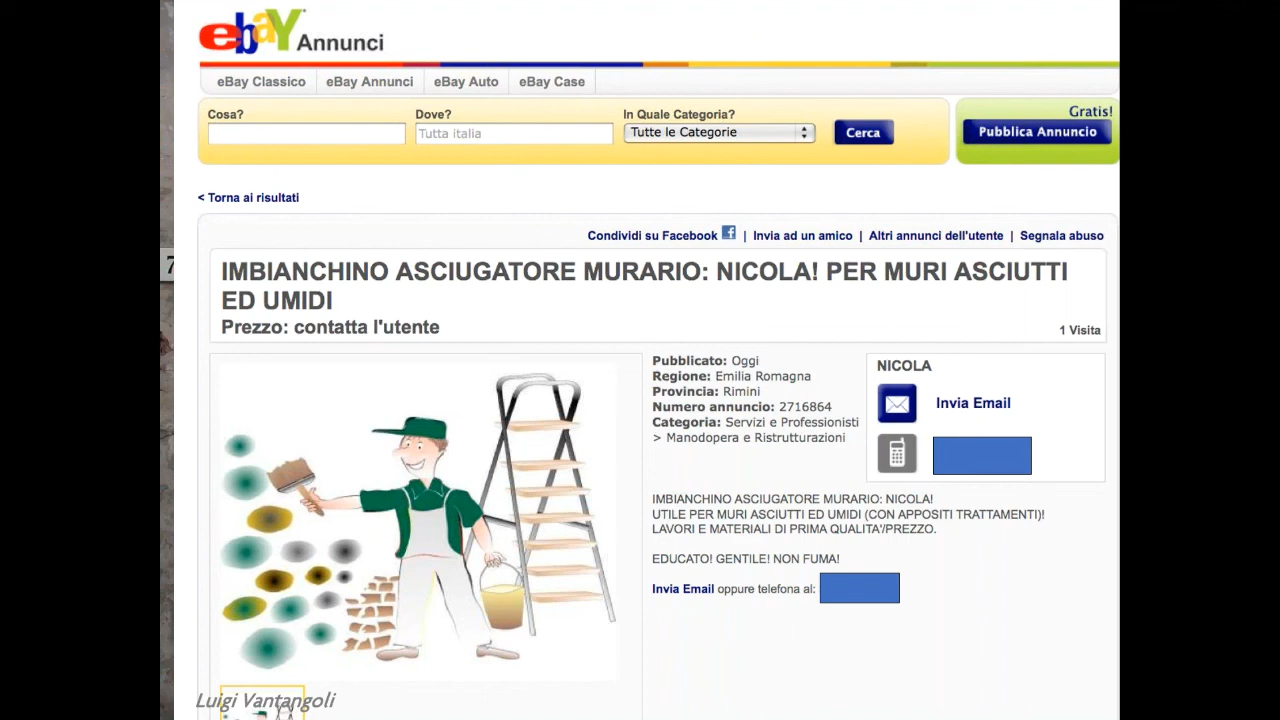 7
ebaY Annunci
eBay Classico
eBay Annunci
eBay Auto
eBay Case
Cosa?
Dove?
In Quale Categoria?
Gratis!
Tutta italia
Tutte le Categorie
Cerca
Pubblica Annuncio
< Torna ai risultati
Condividi su Facebook f | Invia ad un amico | Altri annunci dell'utente | Segnala abuso
IMBIANCHINO ASCIUGATORE MURARIO: NICOLA! PER MURI ASCIUTTI
ED UMIDI
Prezzo: contatta l'utente
1 Visita
Pubblicato: Oggi
Regione: Emilia Romagna
Provincia: Rimini
Numero annuncio: 2716864
Categoria: Servizi e Professionisti
> Manodopera e Ristrutturazioni
NICOLA
Invia Email
IMBIANCHINO ASCIUGATORE MURARIO: NICOLA!
UTILE PER MURI ASCIUTTI ED UMIDI (CON APPOSITI TRATTAMENTI)!
LAVORI E MATERIALI DI PRIMA QUALITA'/PREZZO.
EDUCATO! GENTILE! NON FUMA!
Invia Email oppure telefona al:
Luigi Vantangoli